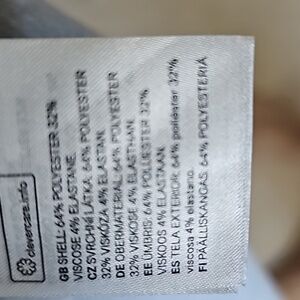 clevercare.info
GB SHELL: 64% POLYESTER 32%
VISCOSE 4% ELASTANE.
CZ SVRCHNÍ LÁTKA: 64% POLYESTER
32% VISKÓZA 4% ELASTAN.
DE OBERMATERIAL: 64% POLYESTER
32% VISKOSE 4% ELASTHAN.
EE ÜMBRIS: 64% POLÜESTER 32%
VISKOOS 4% ELASTAAN.
ES TELA EXTERIOR: 64% poliéster 32%
viscosa 4% elastano.
FI PÄÄLLISKANGAS: 64% POLYESTERIÄ